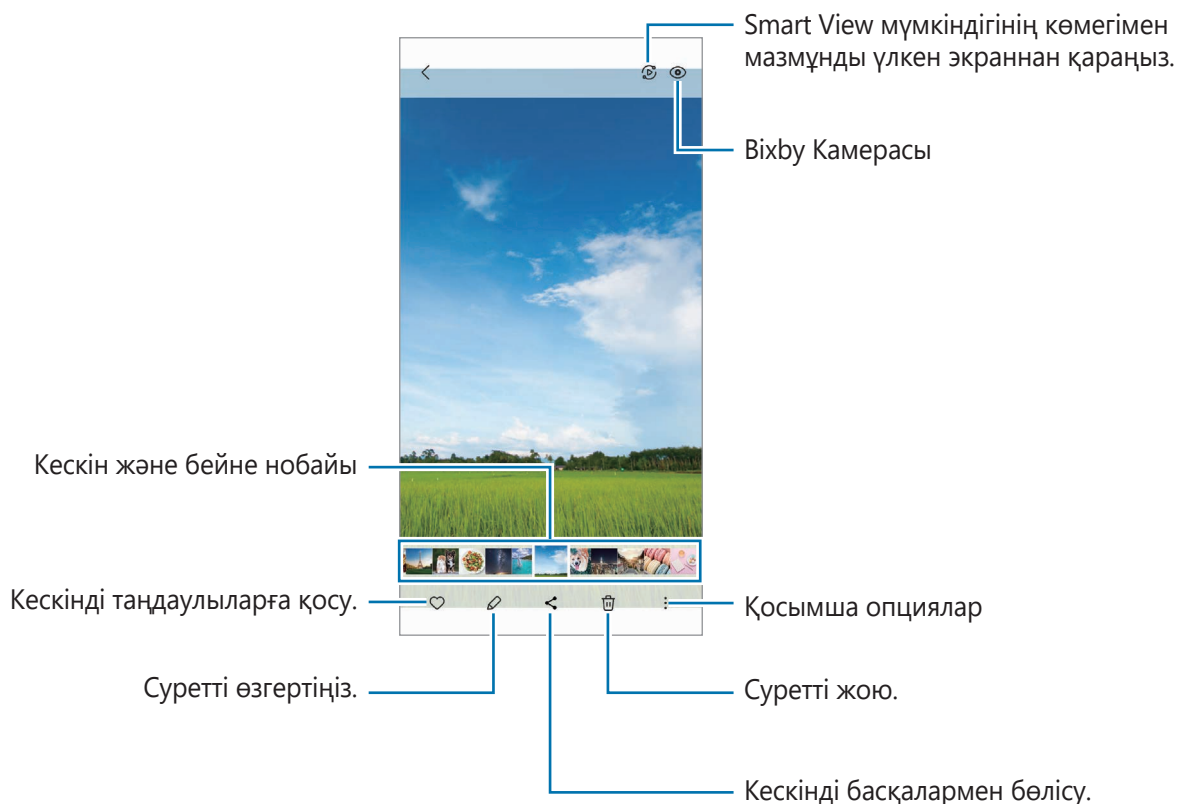 Smart View мүмкіндігінің көмегімен
мазмұнды үлкен экраннан қараңыз.
Bixby Камерасы
Кескін және бейне нобайы
Кескінді таңдаулыларға қосу.
Қосымша опциялар
Суретті өзгертіңіз.
Суретті жою.
Кескінді басқалармен бөлісу.